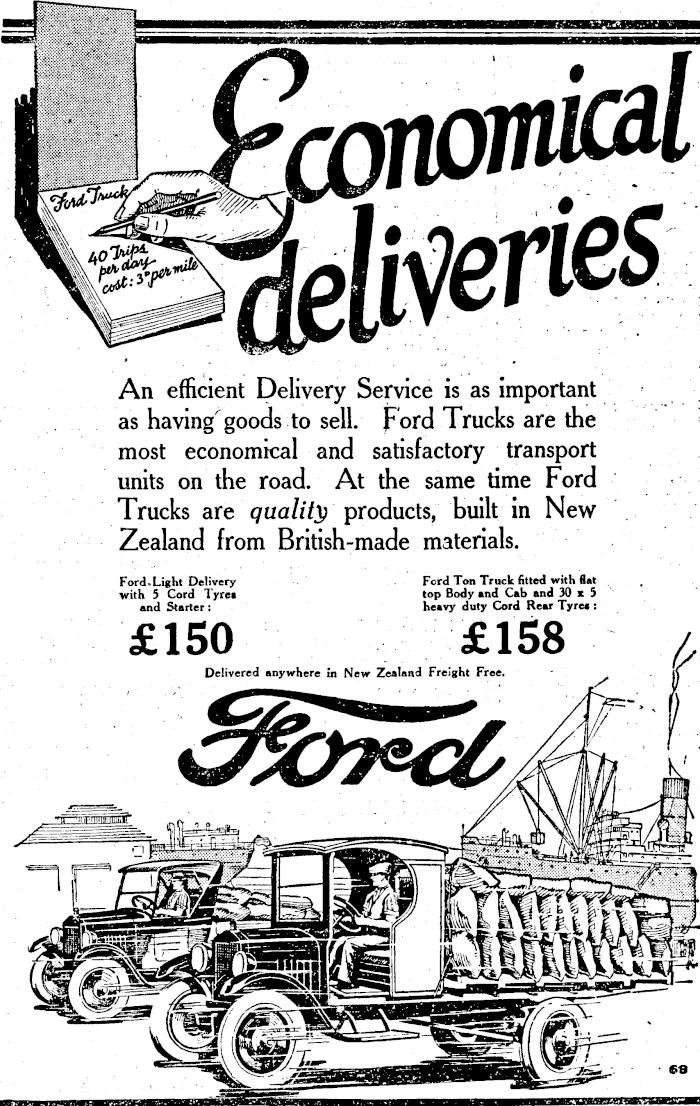 Economical
deliveries
Ford Truck
40 Trips
per day
cost: 3D per mile
An efficient Delivery Service is as important
as having goods to sell. Ford Trucks are the
most economical and satisfactory transport
units on the road. At the same time Ford
Trucks are quality products, built in New
Zealand from British-made materials.
Ford Light Delivery
with 5 Cord Tyres
and Starter:
£150
Ford Ton Truck fitted with flat
top Body and Cab and 30 x 5
heavy duty Cord Rear Tyres:
£158
Delivered anywhere in New Zealand Freight Free.
Ford
68